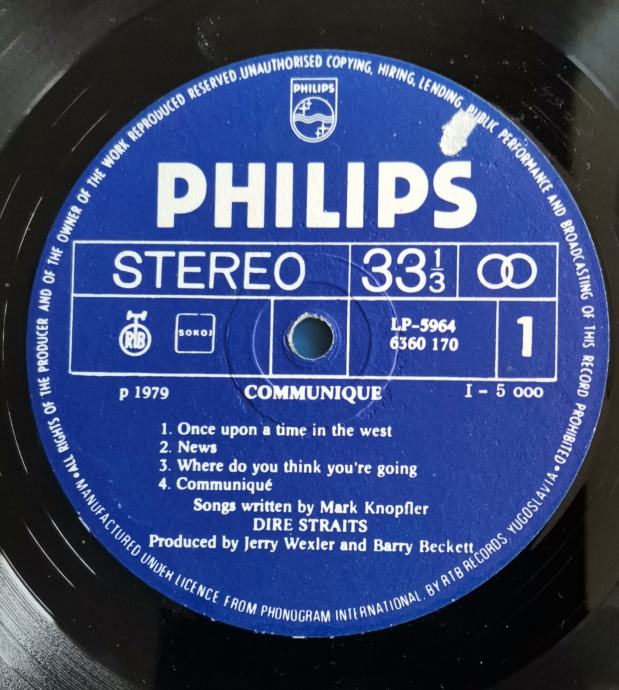 •ALL RIGHTS OF THE PRODUCER AND OF THE OWNER OF THE WORK REPRODUCED RESERVED.UNAUTHORISED COPYING, HIRING, LENDING, PUBLIC PERFORMANCE AND BROADCASTING OF THIS RECORD PROHIBITED•
PHILIPS
PHILIPS
STEREO 33 1/3
RTB SOKOJ LP-5964 1
6360 170
p 1979 COMMUNIQUE I - 5 000
1. Once upon a time in the west
2. News
3. Where do you think you're going
4. Communiqué
Songs written by Mark Knopfler
DIRE STRAITS
Produced by Jerry Wexler and Barry Beckett
MANUFACTURED UNDER LICENCE FROM PHONOGRAM INTERNATIONAL. BY RTB RECORDS, YUGOSLAVIA•